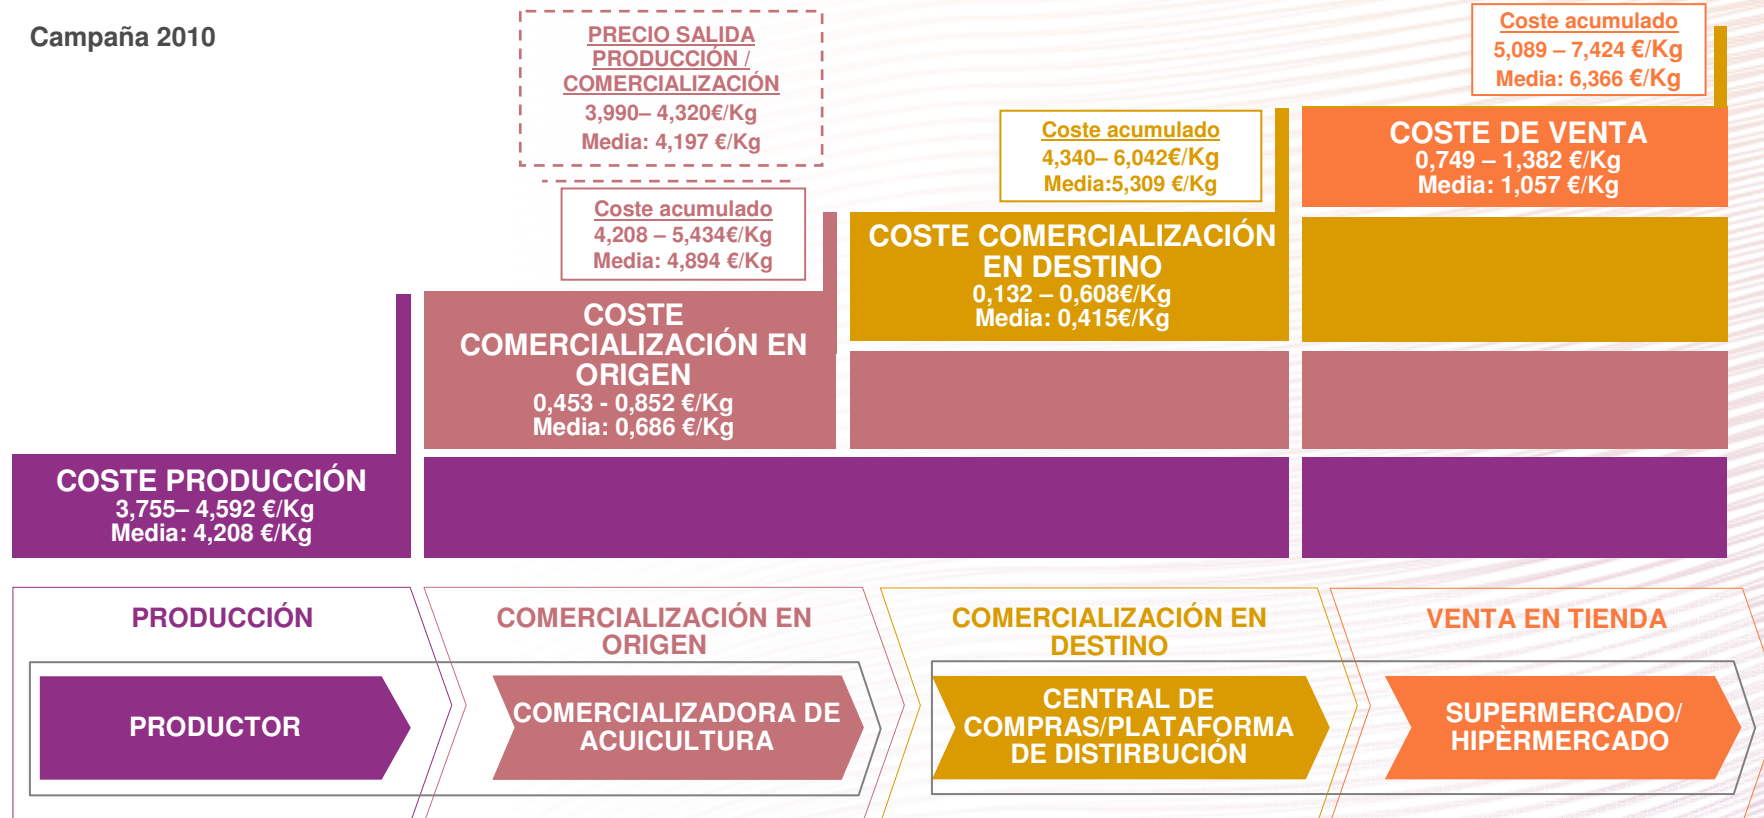 Campaña 2010
PRECIO SALIDA
PRODUCCIÓN /
COMERCIALIZACIÓN
3,990– 4,320€/Kg
Media: 4,197 €/Kg
Coste acumulado
4,208 – 5,434€/Kg
Media: 4,894 €/Kg
Coste acumulado
4,340– 6,042€/Kg
Media:5,309 €/Kg
Coste acumulado
5,089 – 7,424 €/Kg
Media: 6,366 €/Kg
COSTE PRODUCCIÓN
3,755– 4,592 €/Kg
Media: 4,208 €/Kg
COSTE
COMERCIALIZACIÓN EN
ORIGEN
0,453 - 0,852 €/Kg
Media: 0,686 €/Kg
COSTE COMERCIALIZACIÓN
EN DESTINO
0,132 – 0,608€/Kg
Media: 0,415€/Kg
COSTE DE VENTA
0,749 – 1,382 €/Kg
Media: 1,057 €/Kg
PRODUCCIÓN
COMERCIALIZACIÓN EN
ORIGEN
COMERCIALIZACIÓN EN
DESTINO
VENTA EN TIENDA
PRODUCTOR
COMERCIALIZADORA DE
ACUICULTURA
CENTRAL DE
COMPRAS/PLATAFORMA
DE DISTIRBUCIÓN
SUPERMERCADO/
HIPÈRMERCADO